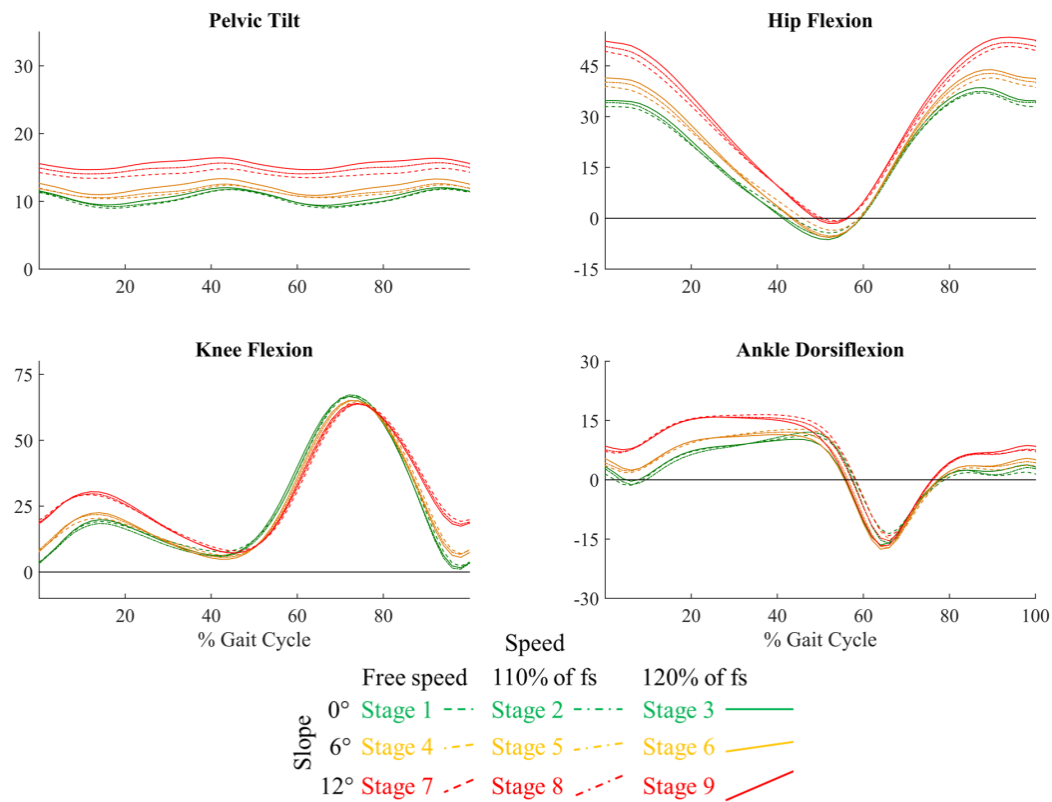 Pelvic Tilt
Hip Flexion
30
20
10
0
20 40 60 80
45
30
15
0
-15
20 40 60 80
Knee Flexion
Ankle Dorsiflexion
75
50
25
0
20 40 60 80
% Gait Cycle
30
15
0
-15
-30
20 40 60 80 100
% Gait Cycle
Speed
Free speed 110% of fs 120% of fs
Slope
0° Stage 1 Stage 2 Stage 3
6° Stage 4 Stage 5 Stage 6
12° Stage 7 Stage 8 Stage 9